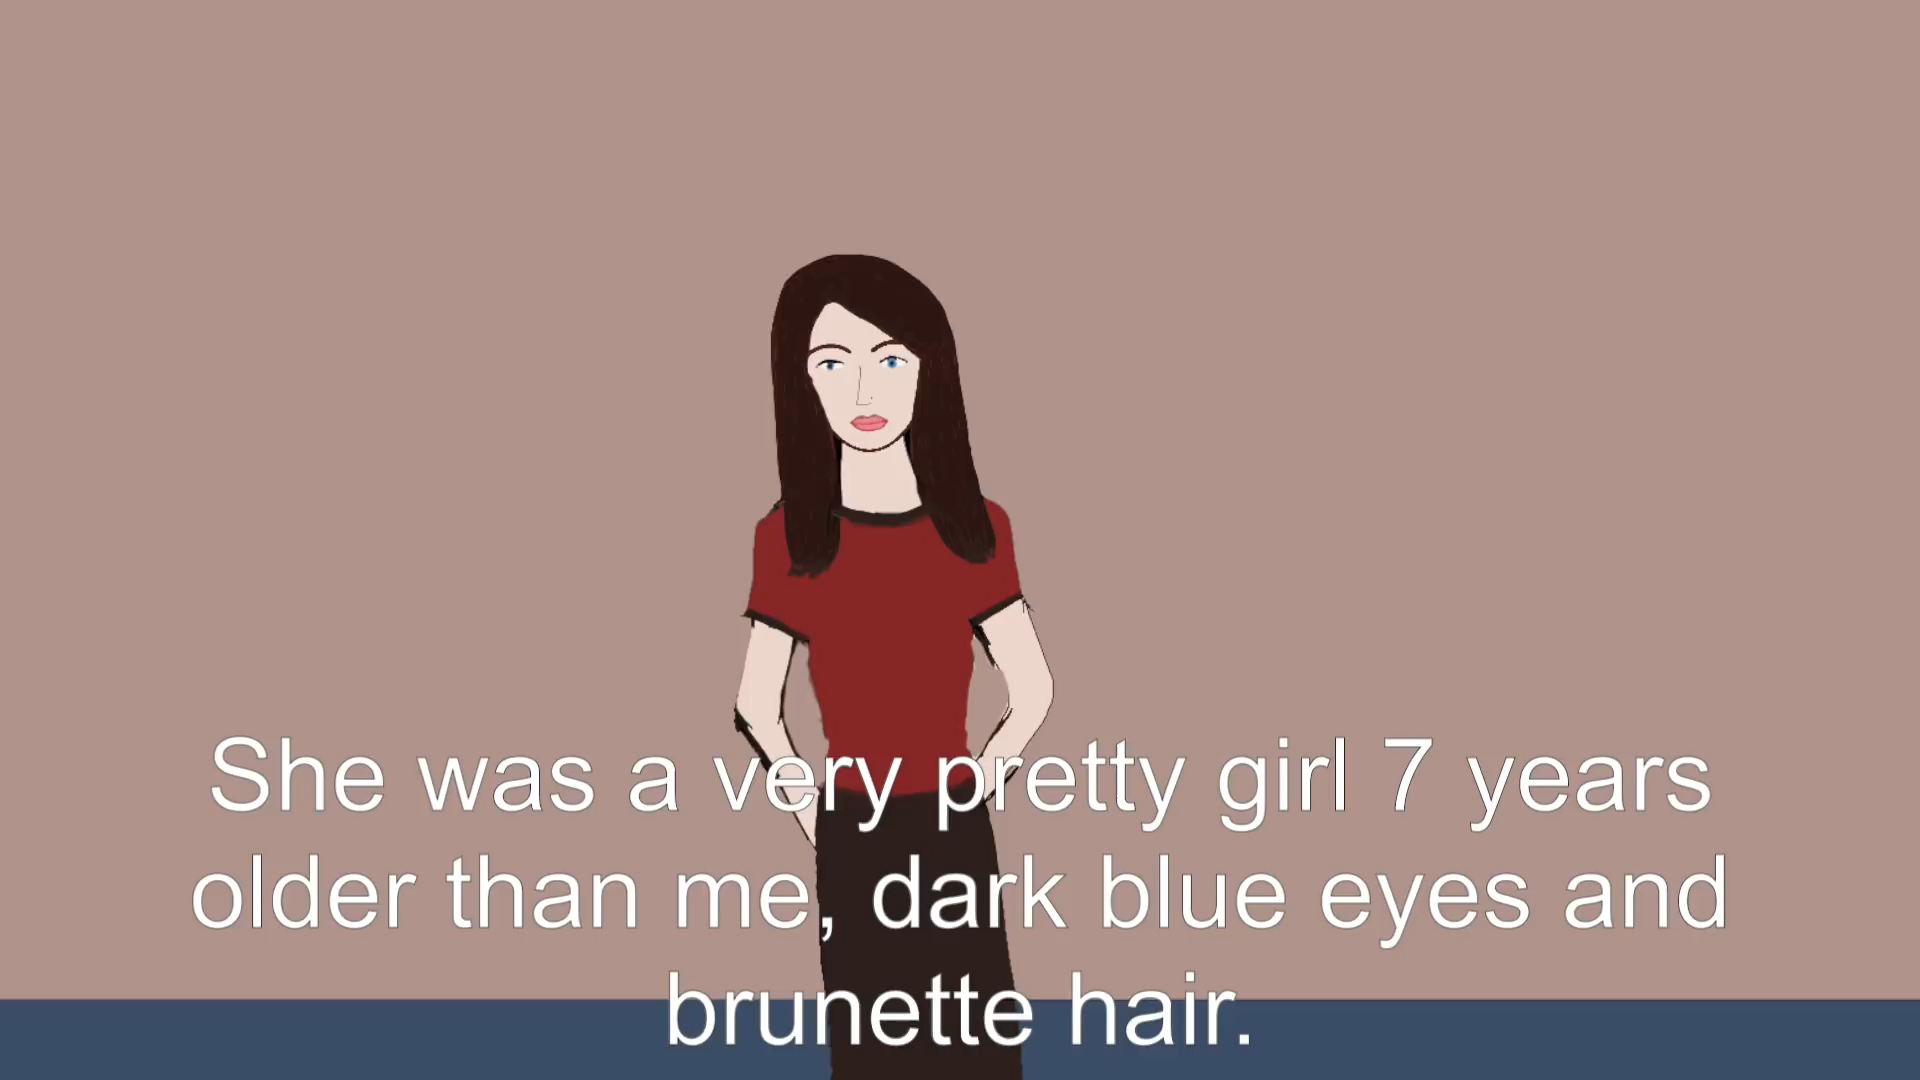 She was a very pretty girl 7 years
older than me, dark blue eyes and
brunette hair.